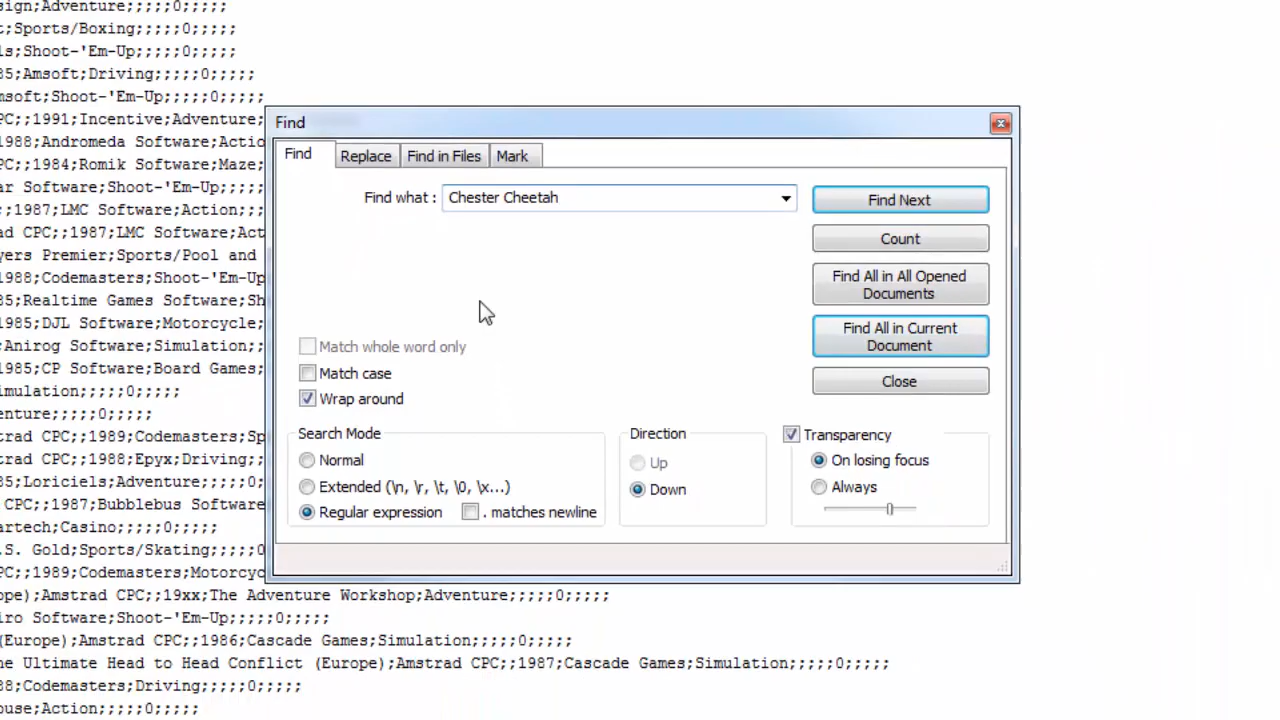 sign;Adventure;;;;;0;;;;;
t;Sports/Boxing;;;;;0;;;;;
ls;Shoot-'Em-Up;;;;;0;;;;;
85;Amsoft;Driving;;;;;0;;;;;
msoft;Shoot-'Em-Up;;;;;0;;;;;
PC;;1991;Incentive;Adventure;
1988;Andromeda Software;Actio
PC;;1984;Romik Software;Maze;
ar Software;Shoot-'Em-Up;;;;;
;;1987;LMC Software;Action;;;
ad CPC;;1987;LMC Software;Act
yers Premier;Sports/Pool and
1988;Codemasters;Shoot-'Em-Up
85;Realtime Games Software;Sh
1985;DJL Software;Motorcycle;
;Anirog Software;Simulation;;
1985;CP Software;Board Games;
imulation;;;;;0;;;;;
enture;;;;;0;;;;;
trad CPC;;1989;Codemasters;Sp
trad CPC;;1988;Epyx;Driving;;
85;Loriciels;Adventure;;;;;0;
CPC;;1987;Bubblebus Software
artech;Casino;;;;;0;;;;;
.S. Gold;Sports/Skating;;;;;0
PC;;1989;Codemasters;Motorcyc
ope);Amstrad CPC;;19xx;The Adventure Workshop;Adventure;;;;;0;;;;;
iro Software;Shoot-'Em-Up;;;;;0;;;;;
(Europe);Amstrad CPC;;1986;Cascade Games;Simulation;;;;;0;;;;;
he Ultimate Head to Head Conflict (Europe);Amstrad CPC;;1987;Cascade Games;Simulation;;;;;0;;;;;
88;Codemasters;Driving;;;;;0;;;;;
ouse;Action;;;;;0;;;;;
Find
Find Replace Find in Files Mark
Find what : Chester Cheetah
Find Next
Count
Find All in All Opened
Documents
Find All in Current
Document
Close
Match whole word only
Match case
Wrap around
Search Mode
Normal
Extended (\n, \r, \t, \0, \x...)
Regular expression . matches newline
Direction
Up
Down
Transparency
On losing focus
Always